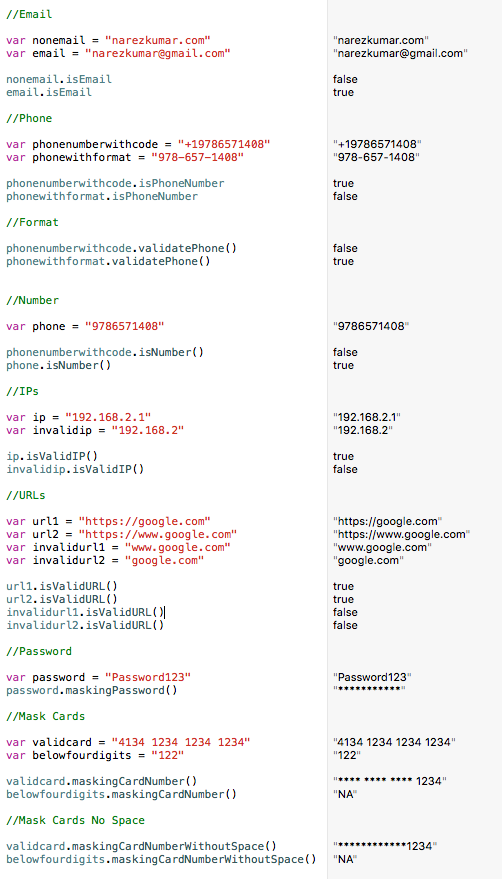 //Email
var nonemail = "narezkumar.com" "narezkumar.com"
var email = "narezkumar@gmail.com" "narezkumar@gmail.com"
nonemail.isEmail false
email.isEmail true
//Phone
var phonenumberwithcode = "+19786571408" "+19786571408"
var phonewithformat = "978-657-1408" "978-657-1408"
phonenumberwithcode.isPhoneNumber true
phonewithformat.isPhoneNumber false
//Format
phonenumberwithcode.validatePhone() false
phonewithformat.validatePhone() true
//Number
var phone = "9786571408" "9786571408"
phonenumberwithcode.isNumber() false
phone.isNumber() true
//IPs
var ip = "192.168.2.1" "192.168.2.1"
var invalidip = "192.168.2" "192.168.2"
ip.isValidIP() true
invalidip.isValidIP() false
//URLs
var url1 = "https://google.com" "https://google.com"
var url2 = "https://www.google.com" "https://www.google.com"
var invalidurl1 = "www.google.com" "www.google.com"
var invalidurl2 = "google.com" "google.com"
url1.isValidURL() true
url2.isValidURL() true
invalidurl1.isValidURL() false
invalidurl2.isValidURL() false
//Password
var password = "Password123" "Password123"
password.maskingPassword() "***********"
//Mask Cards
var validcard = "4134 1234 1234 1234" "4134 1234 1234 1234"
var belowfourdigits = "122" "122"
validcard.maskingCardNumber() "**** **** **** 1234"
belowfourdigits.maskingCardNumber() "NA"
//Mask Cards No Space
validcard.maskingCardNumberWithoutSpace() "************1234"
belowfourdigits.maskingCardNumberWithoutSpace() "NA"